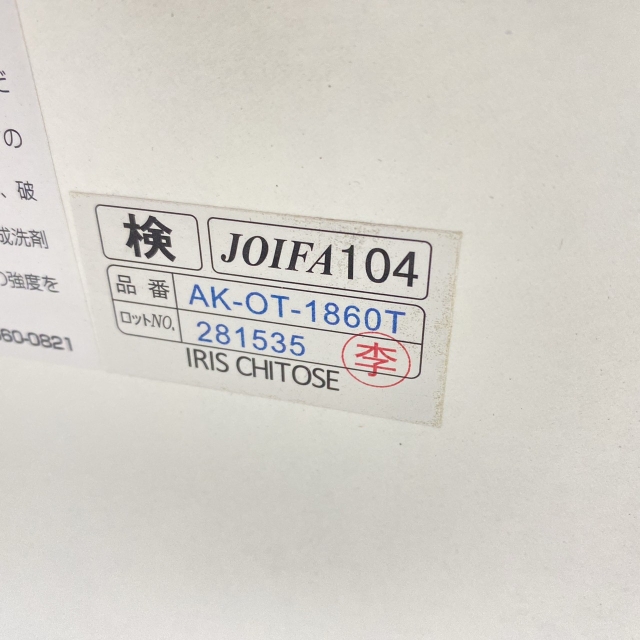 だ
の
、破
成洗剤
の強度を
60-0821
検 JOIFA104
品番 AK-OT-1860T
ロットNO. 281535 李
IRIS CHITOSE